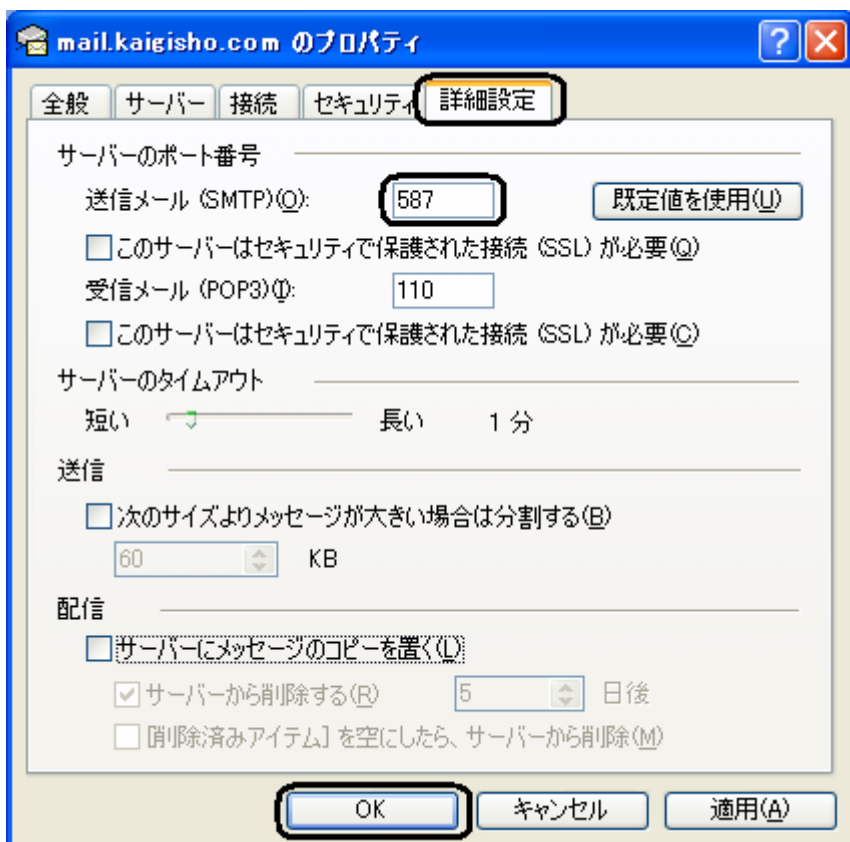 mail.kaigisho.com のプロパティ
全般 サーバー 接続 セキュリティ 詳細設定
サーバーのポート番号
送信メール (SMTP)(O): 587 既定値を使用(U)
このサーバーはセキュリティで保護された接続 (SSL) が必要(Q)
受信メール (POP3)(I): 110
このサーバーはセキュリティで保護された接続 (SSL) が必要(C)
サーバーのタイムアウト
短い 長い 1 分
送信
次のサイズよりメッセージが大きい場合は分割する(B)
60 KB
配信
サーバーにメッセージのコピーを置く(L)
サーバーから削除する(R) 5 日後
[削除済みアイテム] を空にしたら、サーバーから削除(M)
OK キャンセル 適用(A)